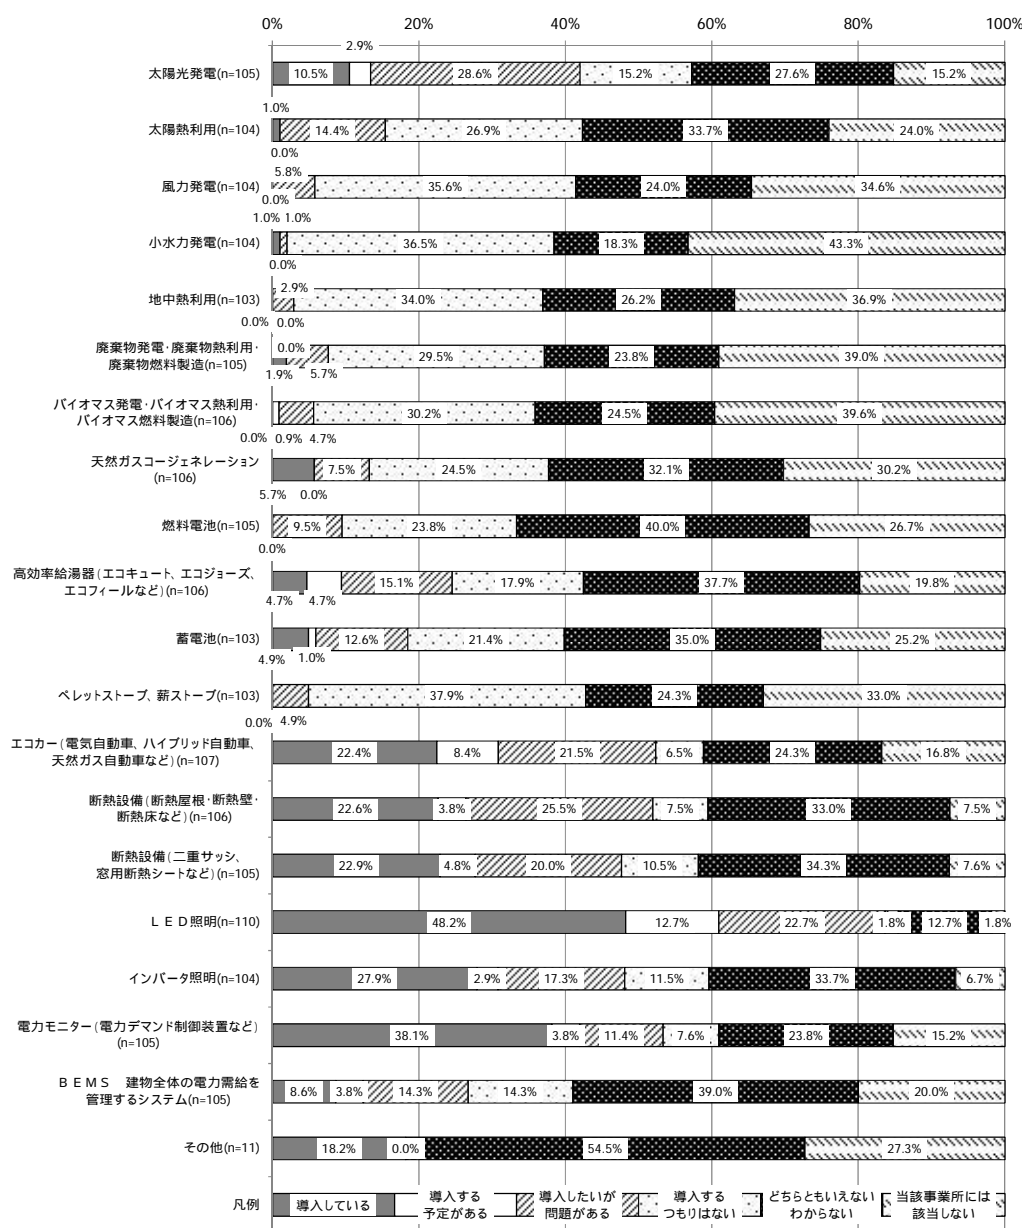 0% 20% 40% 60% 80% 100%
2.9%
太陽光発電(n=105) 10.5% 28.6% 15.2% 27.6% 15.2%
1.0%
太陽熱利用(n=104) 14.4% 26.9% 33.7% 24.0%
0.0%
5.8%
風力発電(n=104) 35.6% 24.0% 34.6%
0.0%
1.0% 1.0%
小水力発電(n=104) 36.5% 18.3% 43.3%
0.0%
2.9%
地中熱利用(n=103) 34.0% 26.2% 36.9%
0.0% 0.0%
廃棄物発電・廃棄物熱利用・ 0.0%
廃棄物燃料製造(n=105) 29.5% 23.8% 39.0%
1.9% 5.7%
バイオマス発電・バイオマス熱利用・
バイオマス燃料製造(n=106) 30.2% 24.5% 39.6%
0.0% 0.9% 4.7%
天然ガスコージェネレーション
(n=106) 7.5% 24.5% 32.1% 30.2%
5.7% 0.0%
燃料電池(n=105) 9.5% 23.8% 40.0% 26.7%
0.0%
高効率給湯器(エコキュート、エコジョーズ、
エコフィールなど)(n=106) 15.1% 17.9% 37.7% 19.8%
4.7% 4.7%
蓄電池(n=103) 12.6% 21.4% 35.0% 25.2%
4.9% 1.0%
ペレットストーブ、薪ストーブ(n=103) 37.9% 24.3% 33.0%
0.0% 4.9%
エコカー(電気自動車、ハイブリッド自動車、
天然ガス自動車など)(n=107) 22.4% 8.4% 21.5% 6.5% 24.3% 16.8%
断熱設備(断熱屋根・断熱壁・
断熱床など)(n=106) 22.6% 3.8% 25.5% 7.5% 33.0% 7.5%
断熱設備(二重サッシ、
窓用断熱シートなど)(n=105) 22.9% 4.8% 20.0% 10.5% 34.3% 7.6%
ＬＥＤ照明(n=110) 48.2% 12.7% 22.7% 1.8% 12.7% 1.8%
インバータ照明(n=104) 27.9% 2.9% 17.3% 11.5% 33.7% 6.7%
電力モニター(電力デマンド制御装置など)
(n=105) 38.1% 3.8% 11.4% 7.6% 23.8% 15.2%
ＢＥＭＳ　建物全体の電力需給を
管理するシステム(n=105) 8.6% 3.8% 14.3% 14.3% 39.0% 20.0%
その他(n=11) 18.2% 0.0% 54.5% 27.3%
凡例 導入している
導入する
予定がある
導入したいが
問題がある
導入する
つもりはない
どちらともいえない
わからない
当該事業所には
該当しない